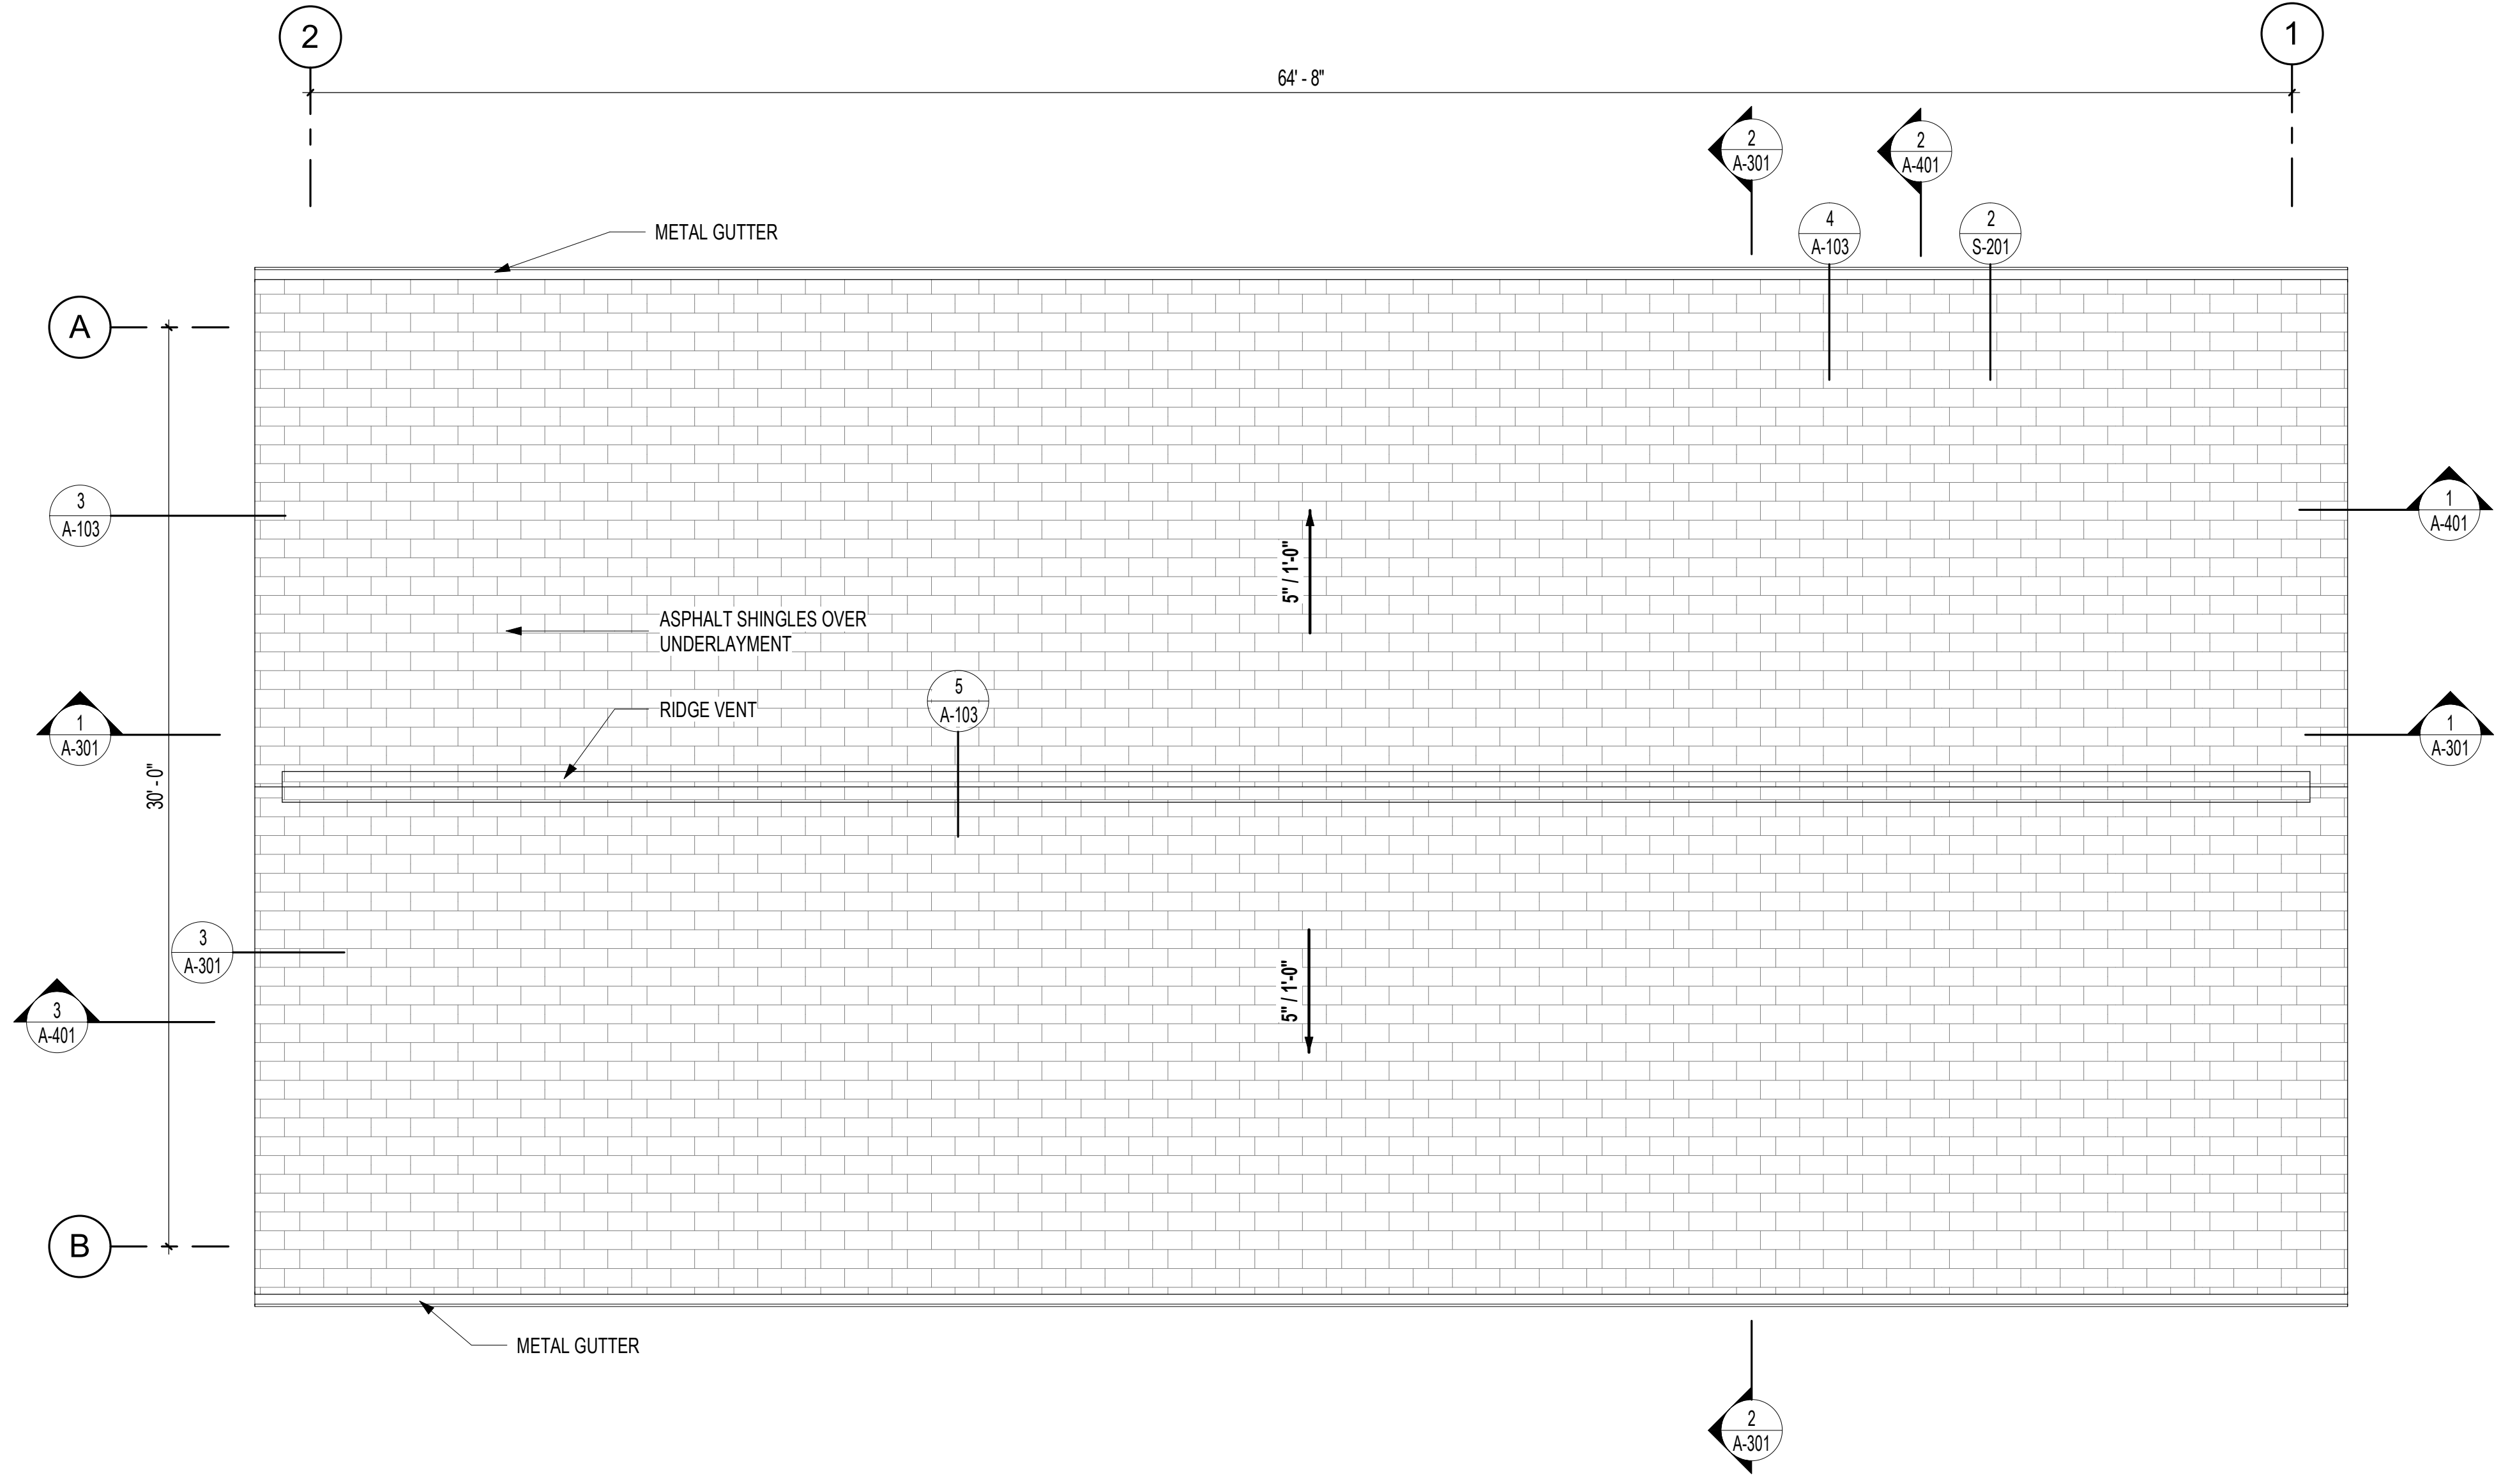 2
1
64' - 8"
2
A-301
2
A-401
4
A-103
2
S-201
METAL GUTTER
A
3
A-103
1
A-401
5" / 1'-0"
ASPHALT SHINGLES OVER
UNDERLAYMENT
RIDGE VENT
5
A-103
1
A-301
1
A-301
30' - 0"
3
A-301
5" / 1'-0"
3
A-401
B
METAL GUTTER
2
A-301